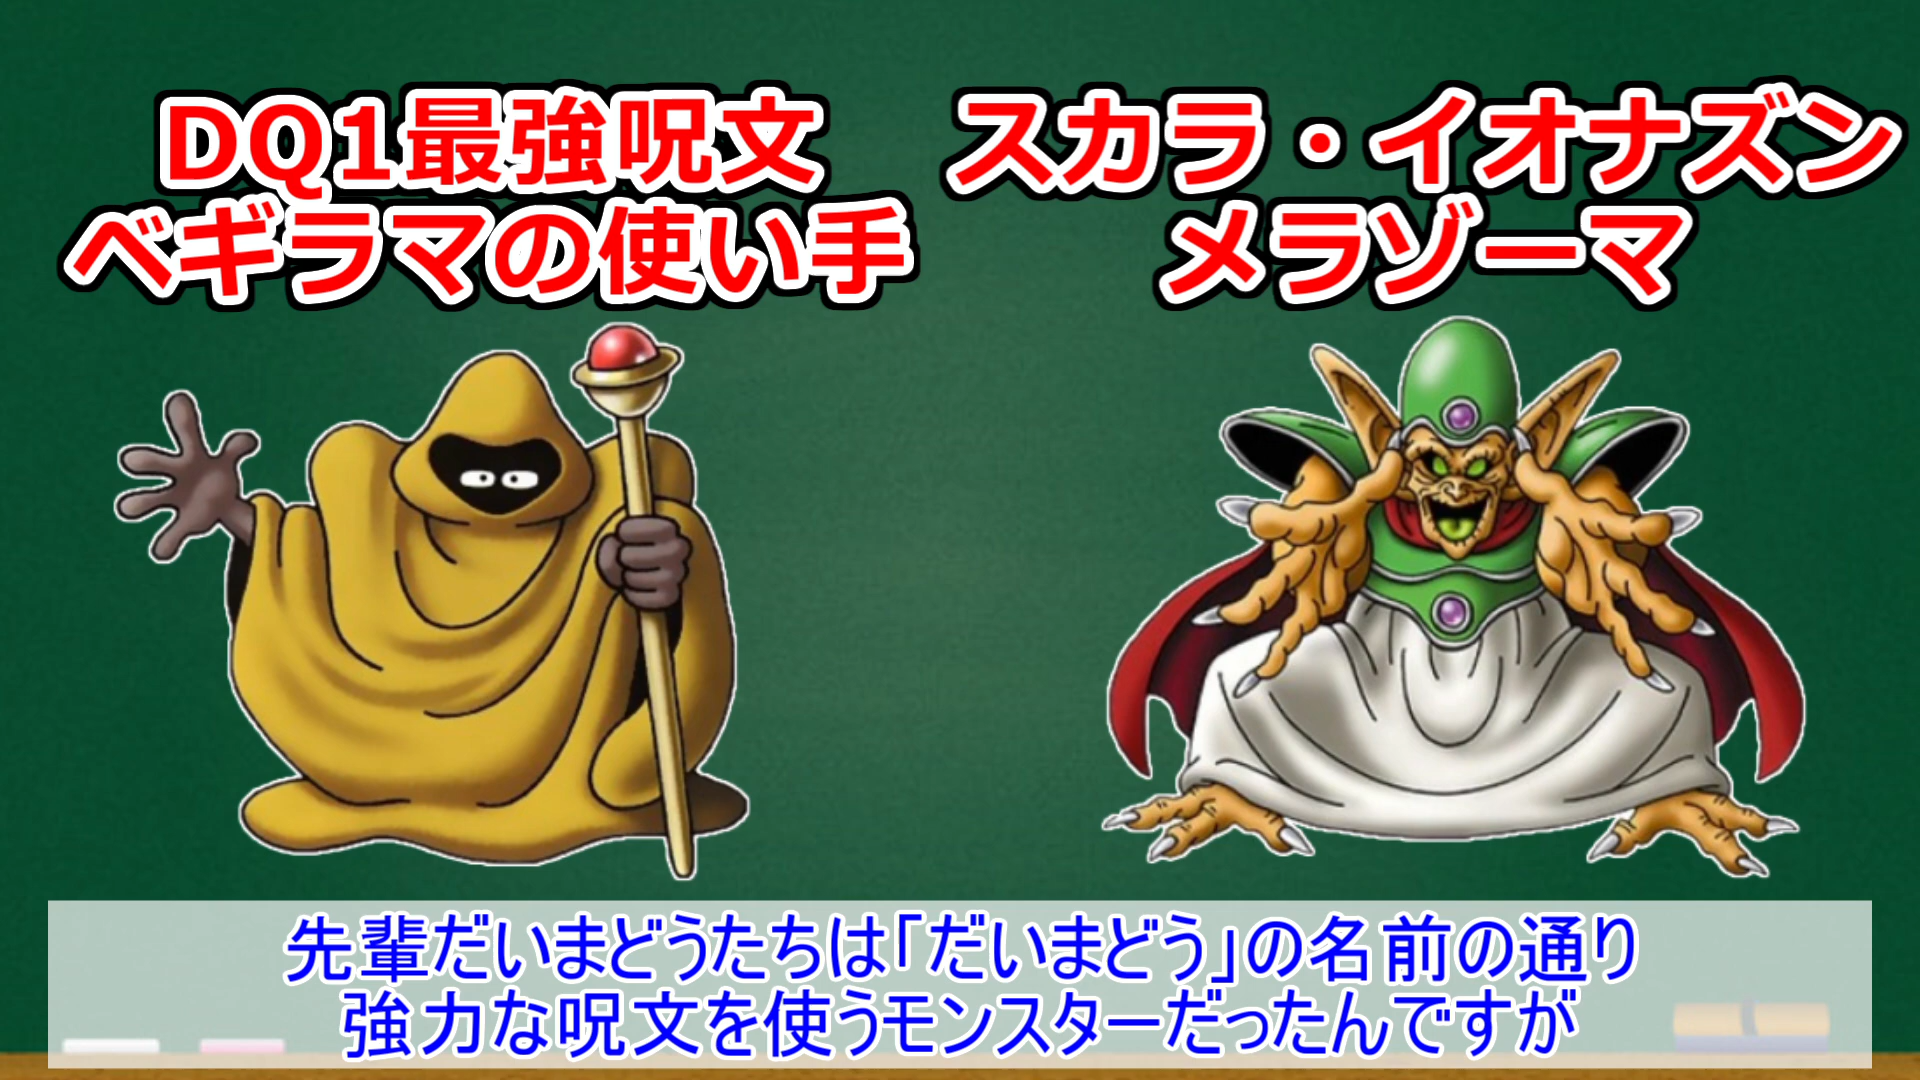 DQ1最強呪文
ベギラマの使い手
スカラ・イオナズン
メラゾーマ
先輩だいまどうたちは「だいまどう」の名前の通り
強力な呪文を使うモンスターだったんですが